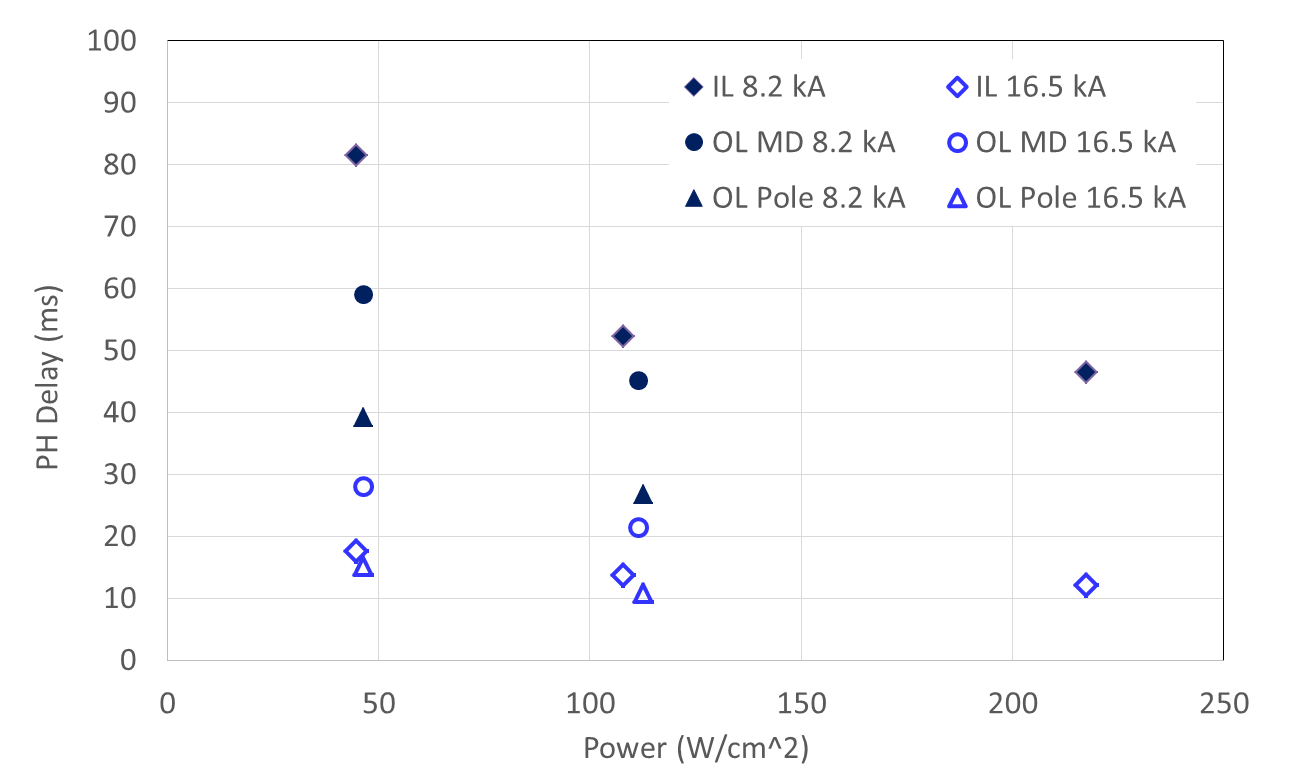 100
90
80
70
60
50
40
30
20
10
0
PH Delay (ms)
IL 8.2 kA
IL 16.5 kA
OL MD 8.2 kA
OL MD 16.5 kA
OL Pole 8.2 kA
OL Pole 16.5 kA
0 50 100 150 200 250
Power (W/cm^2)